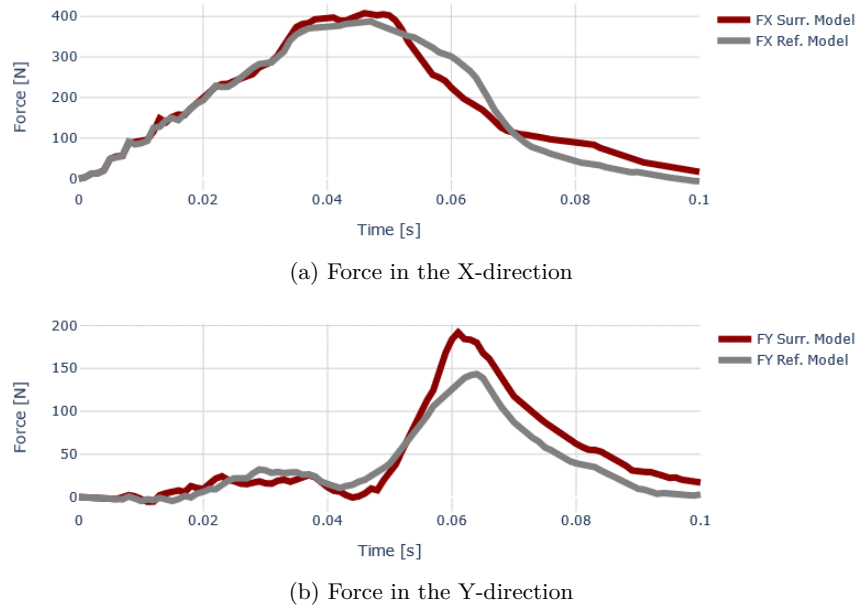 400
300
200
100
0
Force [N]
0
0.02
0.04
0.06
0.08
0.1
Time [s]
FX Surr. Model
FX Ref. Model
(a) Force in the X-direction
200
150
100
50
0
Force [N]
0
0.02
0.04
0.06
0.08
0.1
Time [s]
FY Surr. Model
FY Ref. Model
(b) Force in the Y-direction